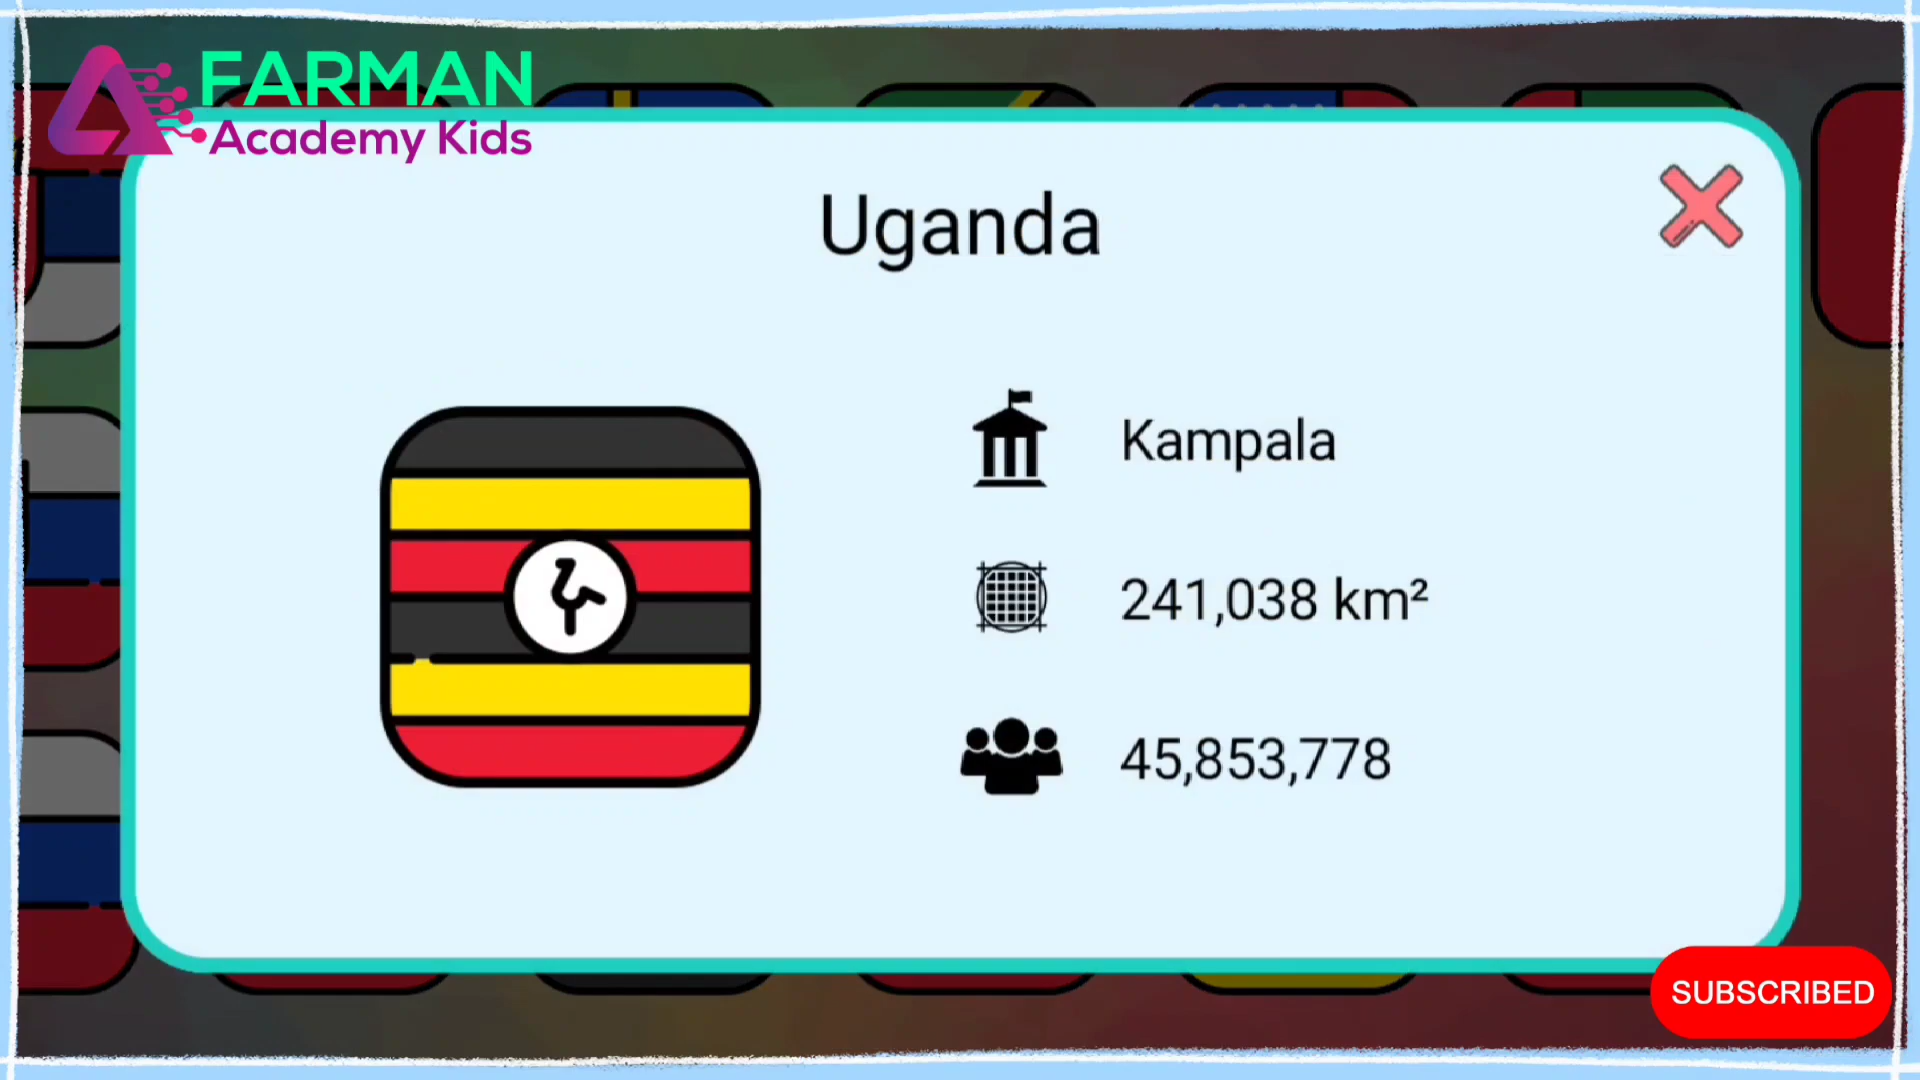 FARMAN
Academy Kids
Uganda
Kampala
241,038 km²
45,853,778
SUBSCRIBED